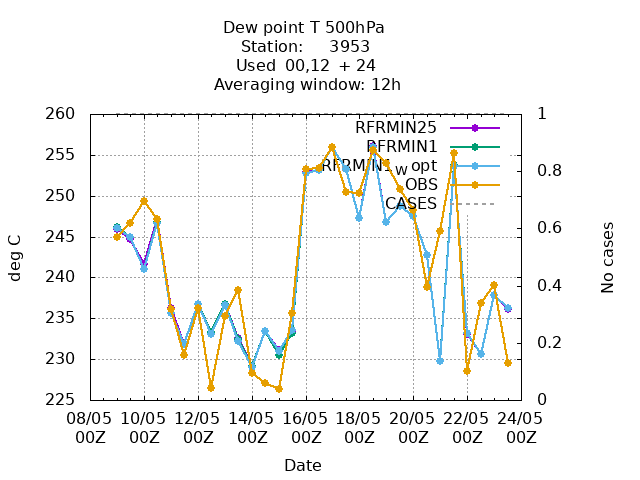 Dew point T 500hPa
Station: 3953
Used 00,12 + 24
Averaging window: 12h
260
255
250
245
240
235
230
225
deg C
1
0.8
0.6
0.4
0.2
0
No cases
RFRMIN25
RFRMIN1
RFRMIN1_w_opt
OBS
CASES
08/05 10/05 12/05 14/05 16/05 18/05 20/05 22/05 24/05
00Z 00Z 00Z 00Z 00Z 00Z 00Z 00Z 00Z
Date